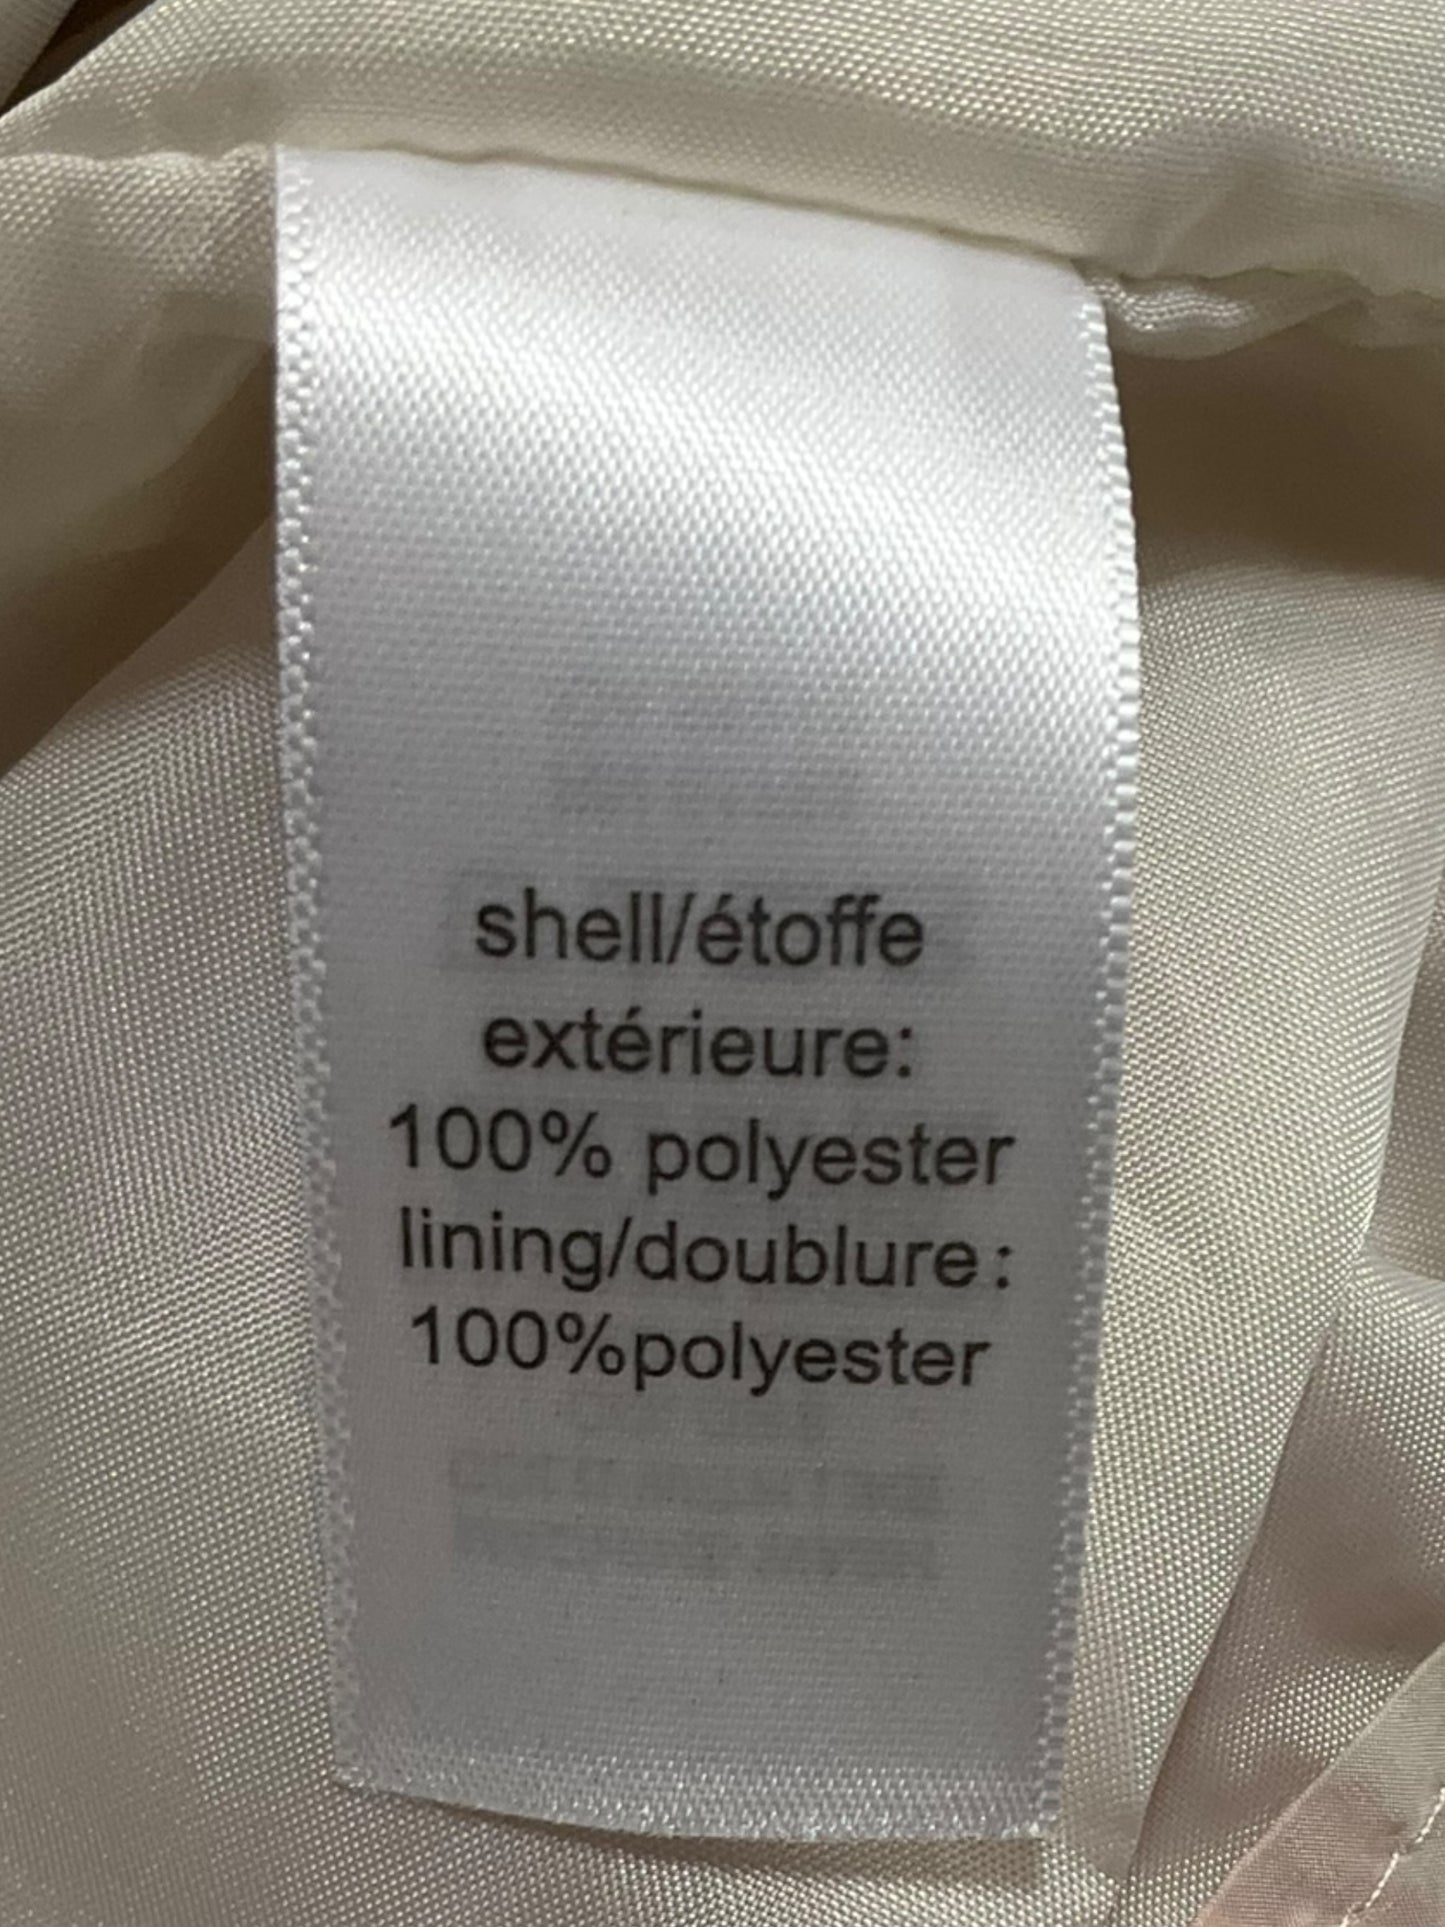 shell/étoffe
extérieure:
100% polyester
lining/doublure:
100%polyester